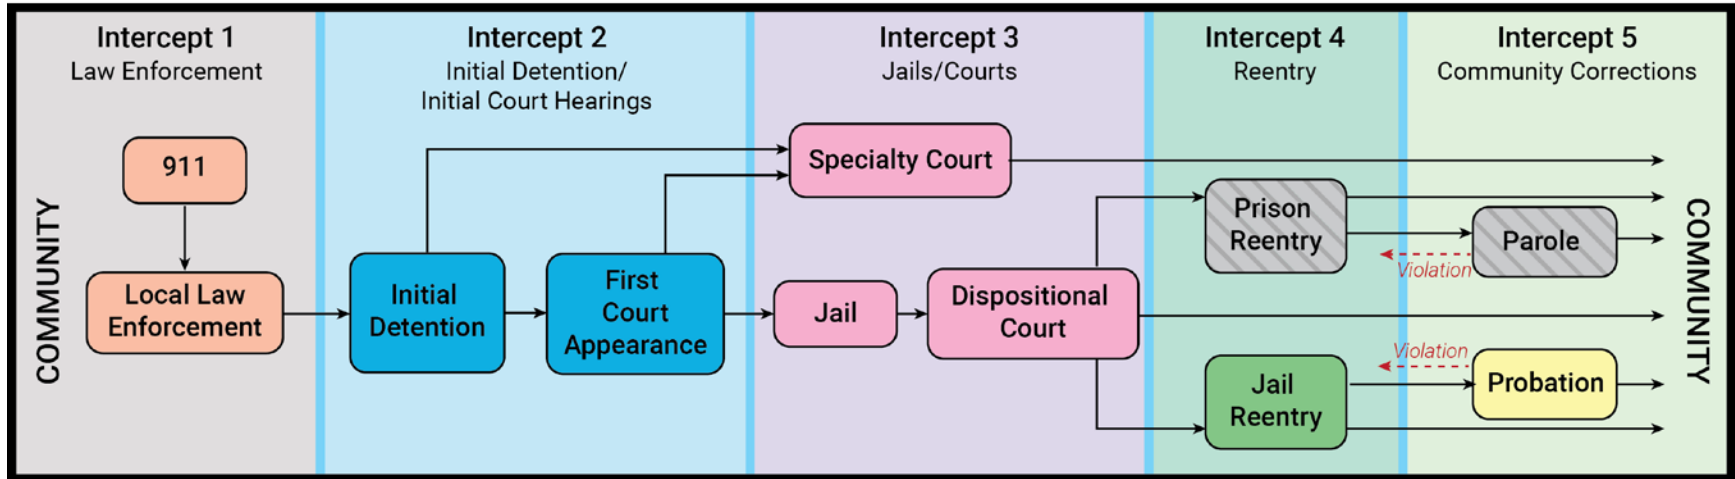 Intercept 1
Law Enforcement
Intercept 2
Initial Detention/
Initial Court Hearings
Intercept 3
Jails/Courts
Intercept 4
Reentry
Intercept 5
Community Corrections
COMMUNITY
911
Local Law
Enforcement
Initial
Detention
First
Court
Appearance
Specialty Court
Jail
Dispositional
Court
Prison
Reentry
Parole
Violation
Jail
Reentry
Violation
Probation
COMMUNITY